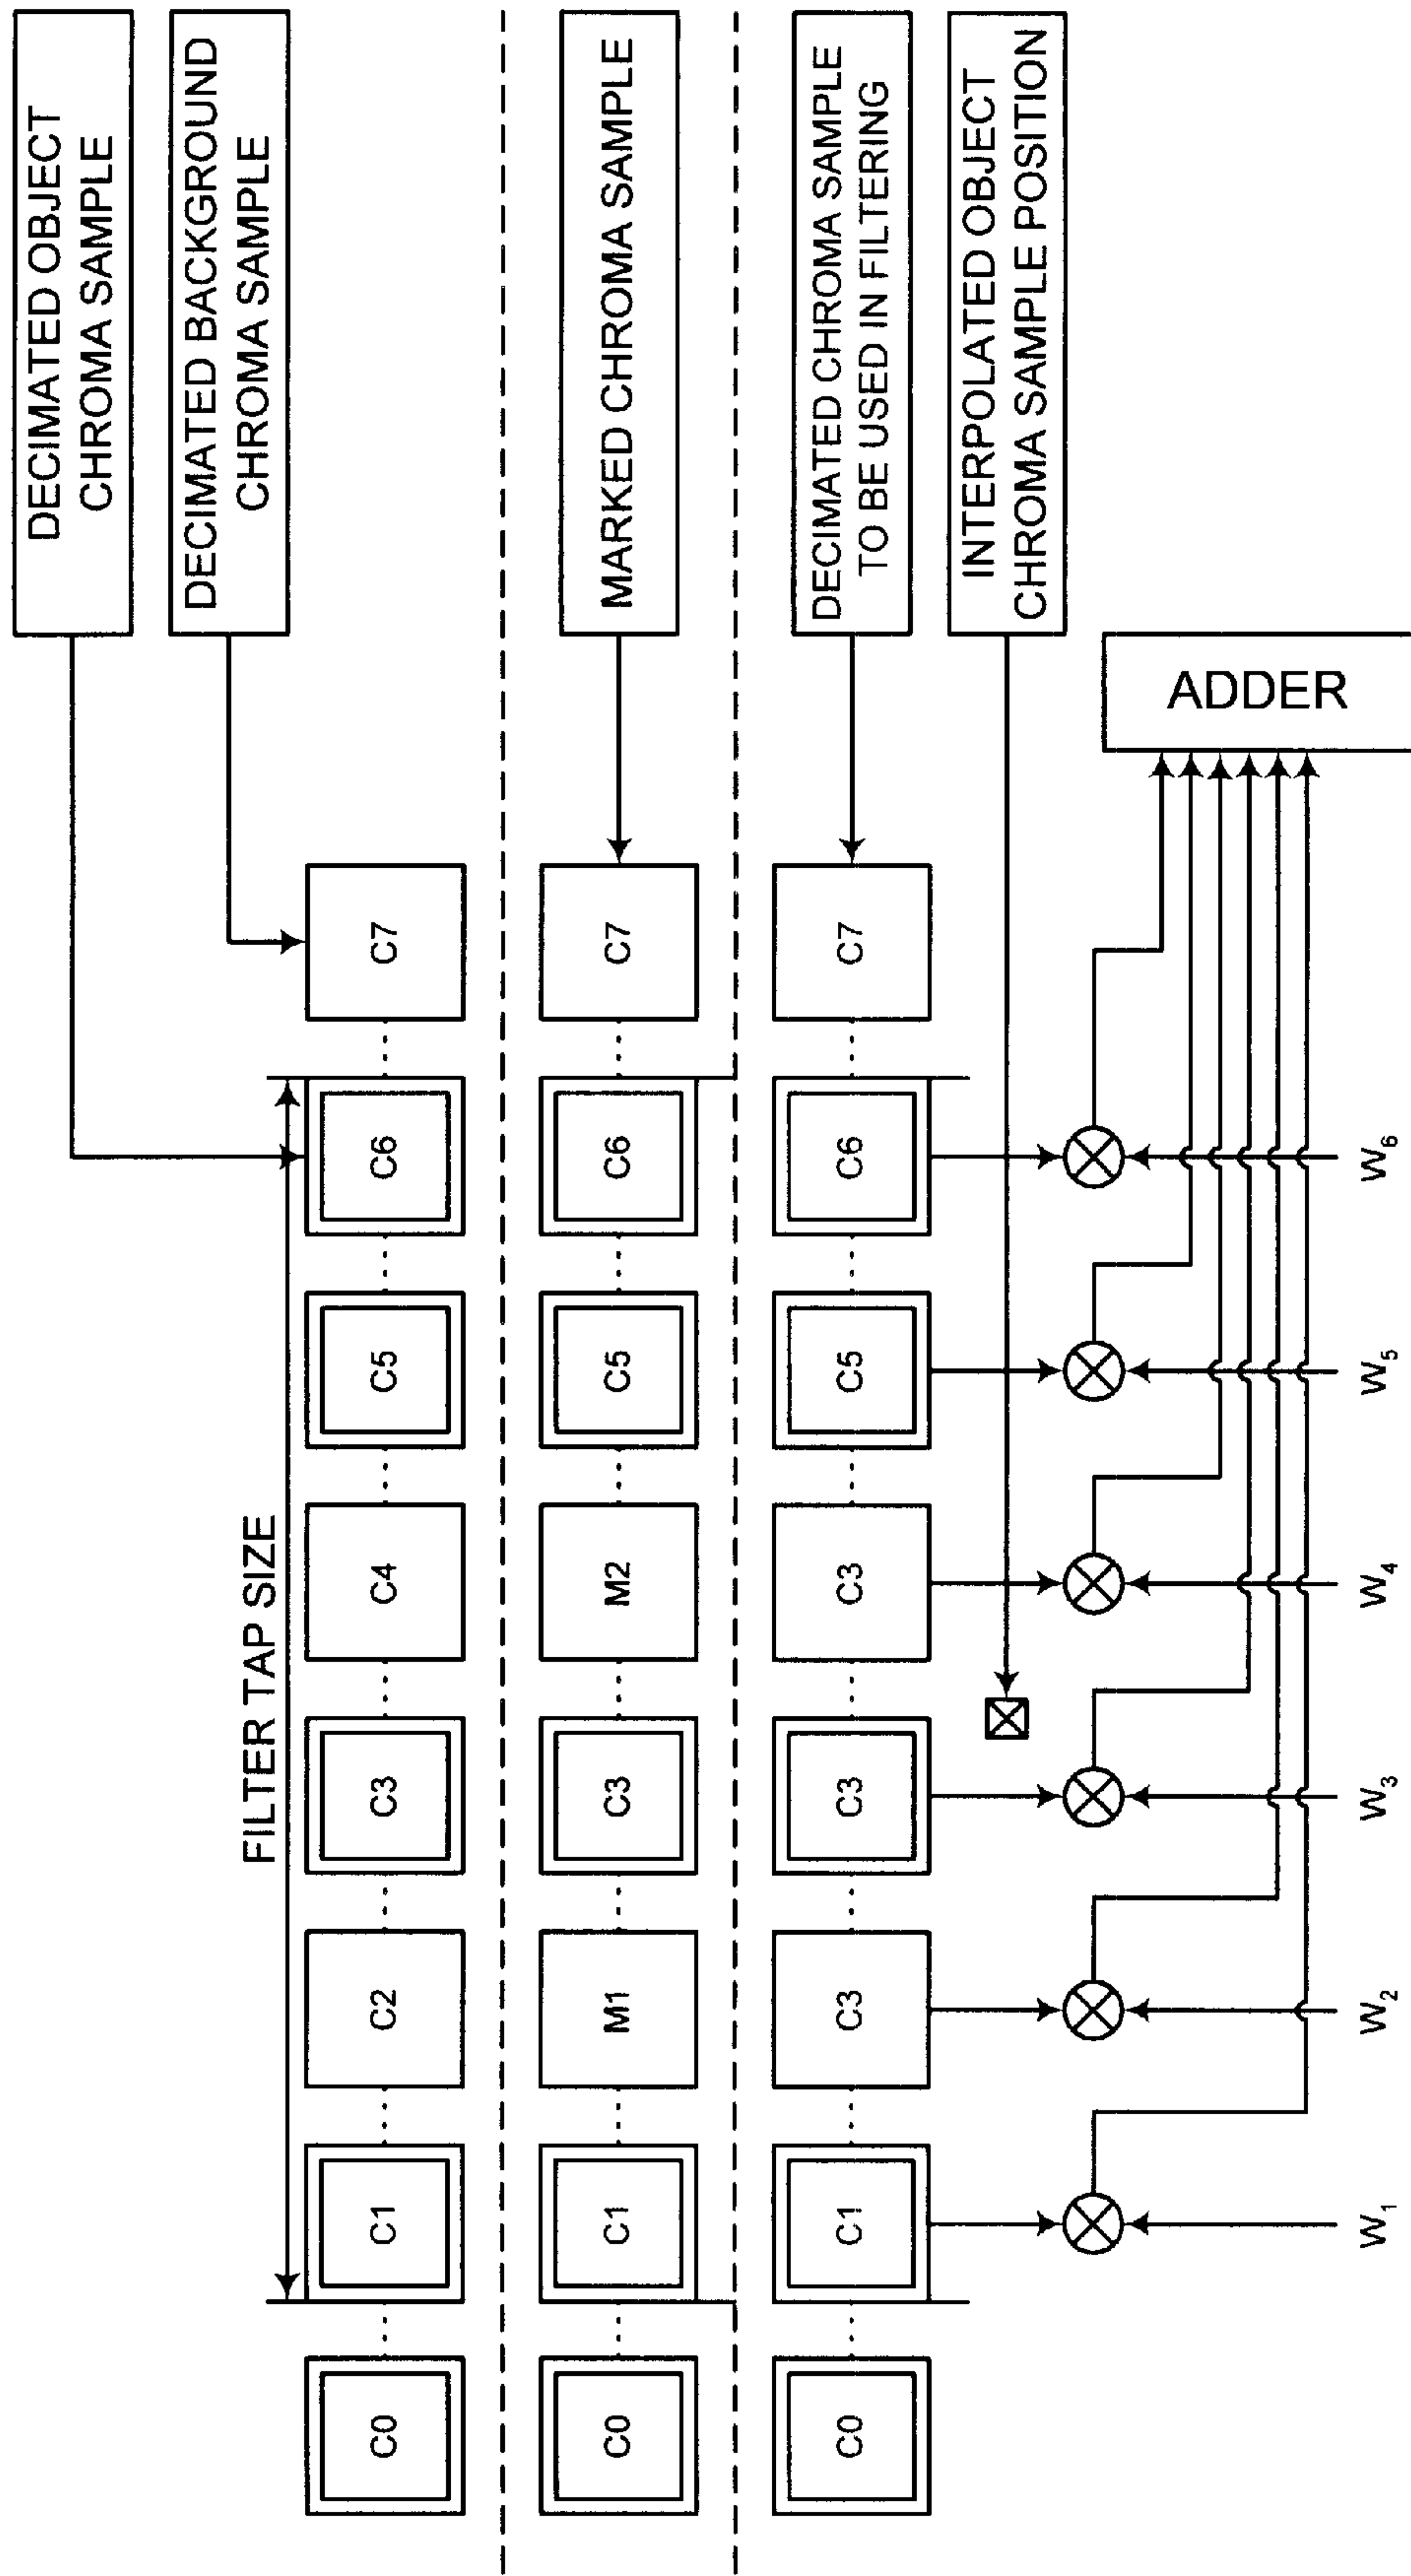 DECIMATED OBJECT
CHROMA SAMPLE
DECIMATED BACKGROUND
CHROMA SAMPLE
FILTER TAP SIZE
C0 C1 C2 C3 C4 C5 C6 C7
MARKED CHROMA SAMPLE
C0 C1 M1 C3 M2 C5 C6 C7
DECIMATED CHROMA SAMPLE
TO BE USED IN FILTERING
C0 C1 C3 C3 C3 C5 C6 C7
INTERPOLATED OBJECT
CHROMA SAMPLE POSITION
ADDER
W1 W2 W3 W4 W5 W6